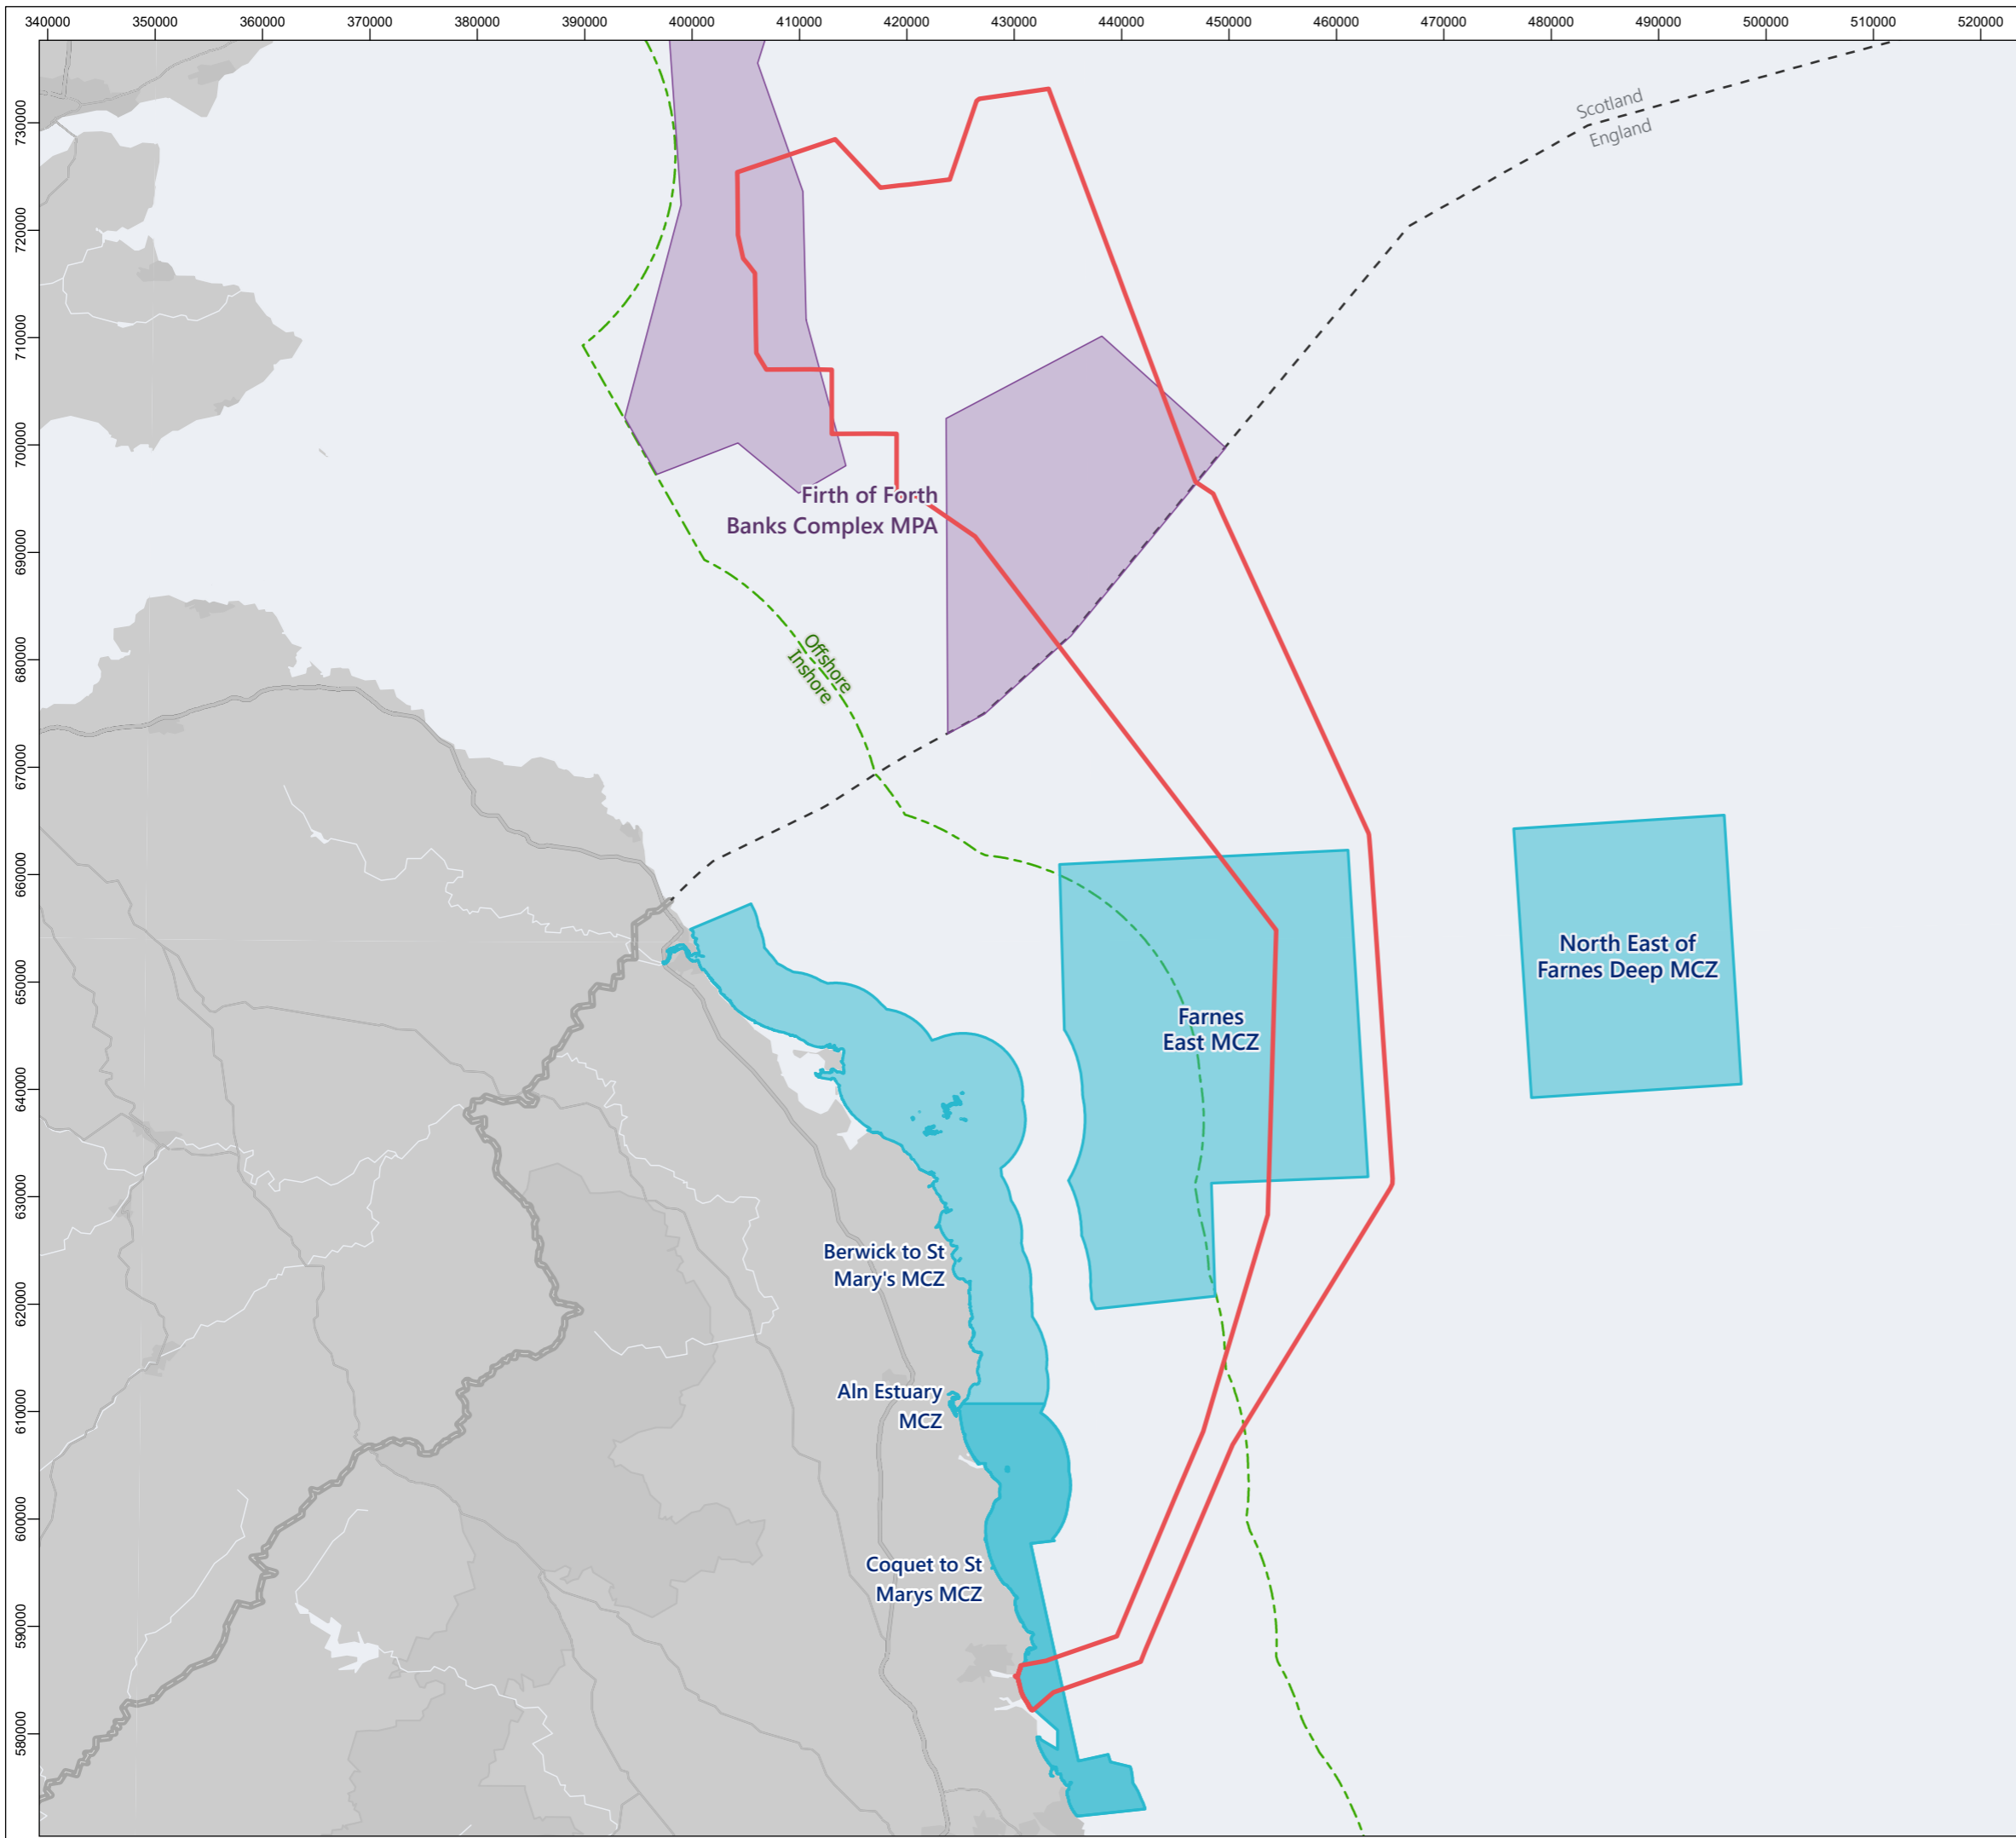 340000 350000 360000 370000 380000 390000 400000 410000 420000 430000 440000 450000 460000 470000 480000 490000 500000 510000 520000
730000
720000
710000
700000
690000
680000
670000
660000
650000
640000
630000
620000
610000
600000
590000
580000
Scotland
England
Firth of Forth
Banks Complex MPA
Offshore
Inshore
North East of
Farnes Deep MCZ
Farnes
East MCZ
Berwick to St
Mary's MCZ
Aln Estuary
MCZ
Coquet to St
Marys MCZ